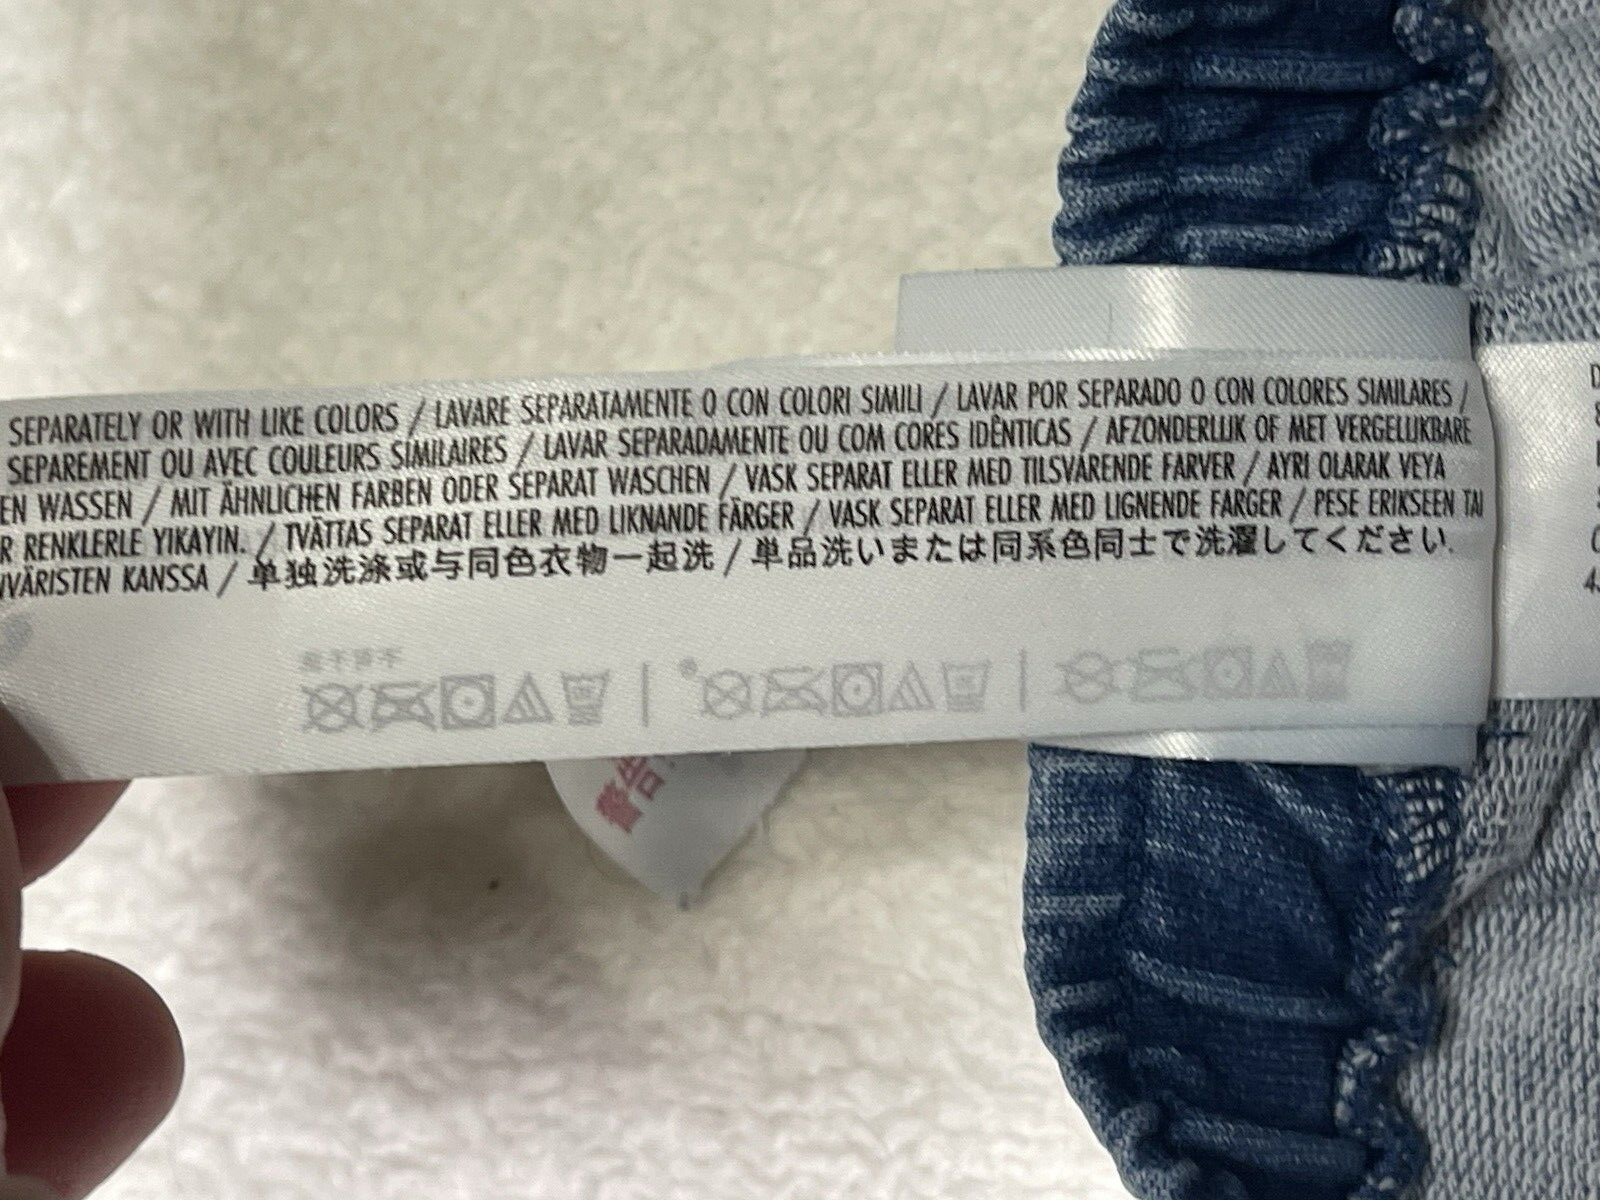 SEPARATELY OR WITH LIKE COLORS / LAVARE SEPARATAMENTE O CON COLORI SIMILI / LAVAR POR SEPARADO O CON COLORES SIMILARES /
SEPAREMENT OU AVEC COULEURS SIMILAIRES / LAVAR SEPARADAMENTE OU COM CORES IDÊNTICAS / AFZONDERLIJK OF MET VERGELIJKBARE
EN WASSEN / MIT ÄHNLICHEN FARBEN ODER SEPARAT WASCHEN / VASK SEPARAT ELLER MED TILSVARENDE FARVER / AYRI OLARAK VEYA
R RENKLERLE YIKAYIN. / TVÄTTAS SEPARAT ELLER MED LIKNANDE FÄRGER / VASK SEPARAT ELLER MED LIGNENDE FARGER / PESE ERIKSEEN TAI
VÄRISTEN KANSSA / 单独洗涤或与同色衣物一起洗 / 単品洗いまたは同系色同士で洗濯してください.
警告